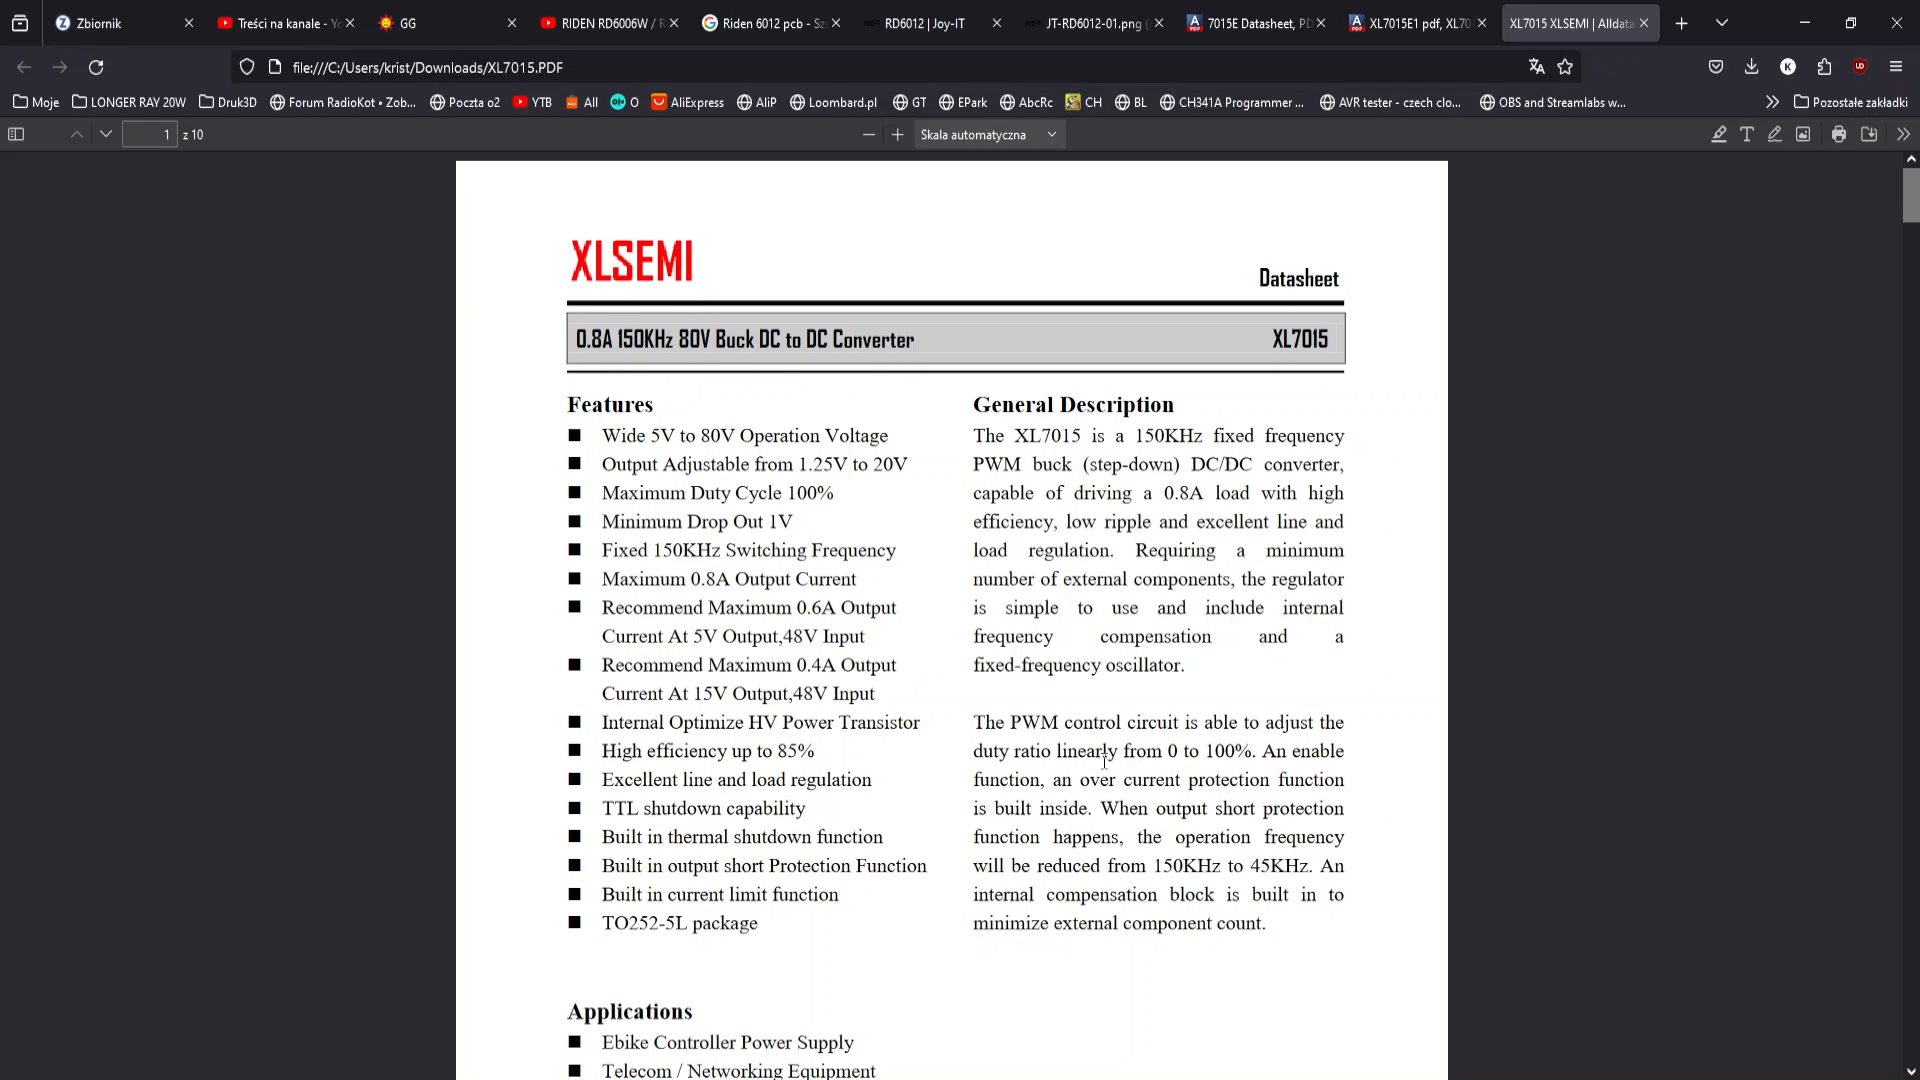 Zbiornik
Treści na kanale - Yo
GG
RIDEN RD6006W / R
Riden 6012 pcb - Sz
RD6012 | Joy-IT
JT-RD6012-01.png (
7015E Datasheet, PD
XL7015E1 pdf, XL70
XL7015 XLSEMI | Alldata
file:///C:/Users/krist/Downloads/XL7015.PDF
Moje
LONGER RAY 20W
Druk3D
Forum RadioKot • Zob...
Poczta o2
YTB
All
O
AliExpress
AliP
Loombard.pl
GT
EPark
AbcRc
CH
BL
CH341A Programmer ...
AVR tester - czech clo...
OBS and Streamlabs w...
Pozostałe zakładki
1 z 10
Skala automatyczna
XLSEMI
Datasheet
0.8A 150KHz 80V Buck DC to DC Converter XL7015
Features
■ Wide 5V to 80V Operation Voltage
■ Output Adjustable from 1.25V to 20V
■ Maximum Duty Cycle 100%
■ Minimum Drop Out 1V
■ Fixed 150KHz Switching Frequency
■ Maximum 0.8A Output Current
■ Recommend Maximum 0.6A Output
Current At 5V Output,48V Input
■ Recommend Maximum 0.4A Output
Current At 15V Output,48V Input
■ Internal Optimize HV Power Transistor
■ High efficiency up to 85%
■ Excellent line and load regulation
■ TTL shutdown capability
■ Built in thermal shutdown function
■ Built in output short Protection Function
■ Built in current limit function
■ TO252-5L package
Applications
■ Ebike Controller Power Supply
■ Telecom / Networking Equipment
General Description
The XL7015 is a 150KHz fixed frequency
PWM buck (step-down) DC/DC converter,
capable of driving a 0.8A load with high
efficiency, low ripple and excellent line and
load regulation. Requiring a minimum
number of external components, the regulator
is simple to use and include internal
frequency compensation and a
fixed-frequency oscillator.
The PWM control circuit is able to adjust the
duty ratio linearly from 0 to 100%. An enable
function, an over current protection function
is built inside. When output short protection
function happens, the operation frequency
will be reduced from 150KHz to 45KHz. An
internal compensation block is built in to
minimize external component count.